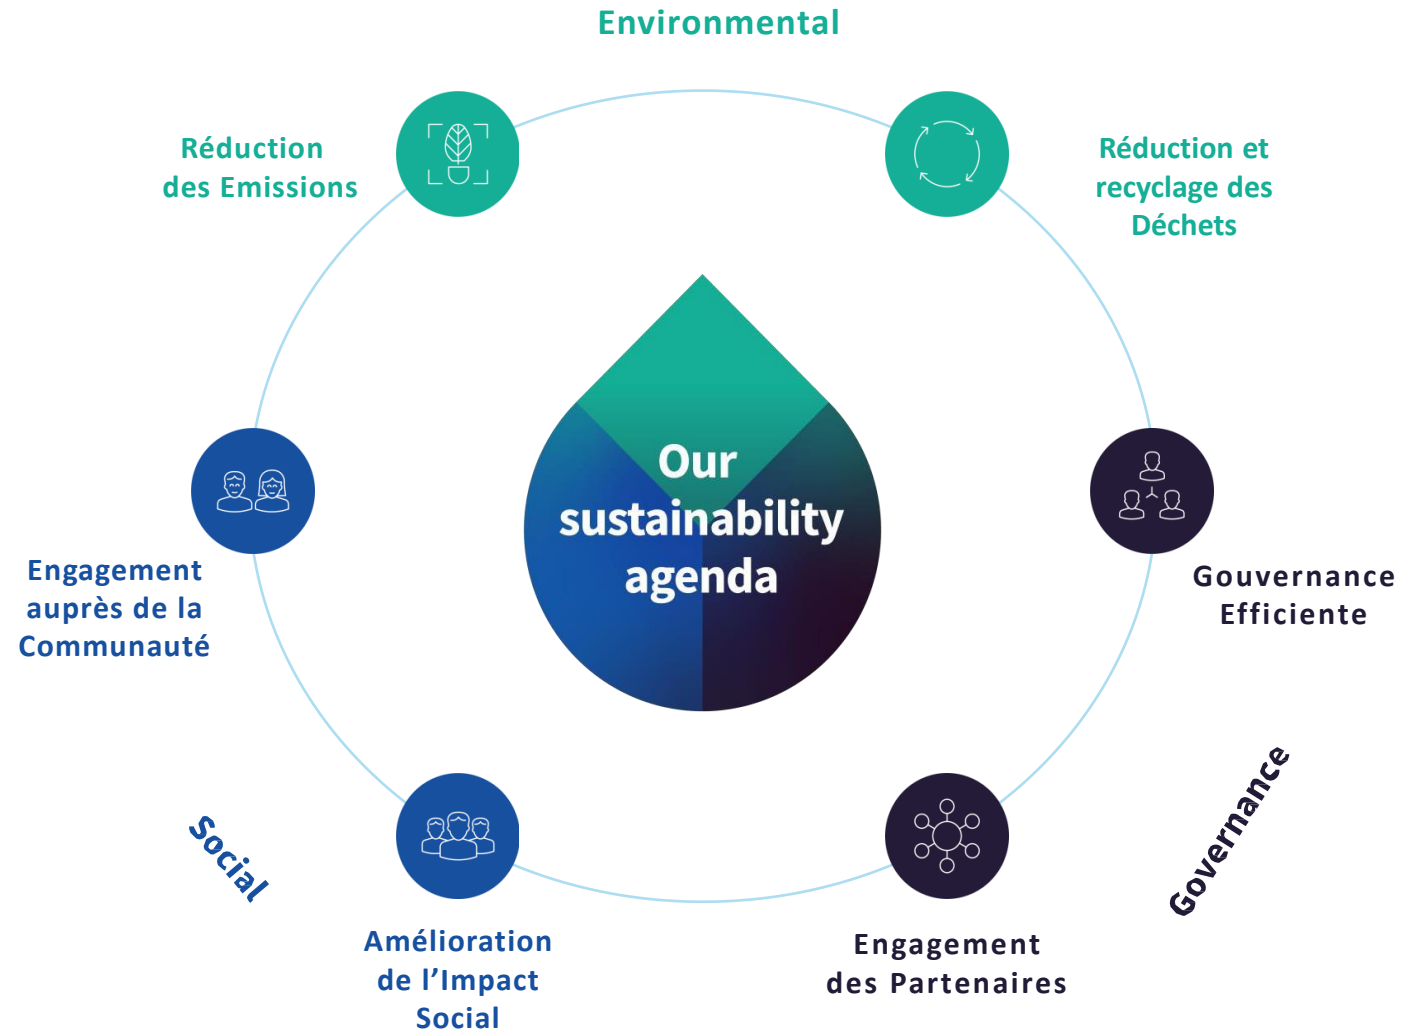 Environmental
Réduction
des Emissions
Réduction et
recyclage des
Déchets
Our
sustainability
agenda
Engagement
auprès de la
Communauté
Gouvernance
Efficiente
Social
Governance
Amélioration
de l’Impact
Social
Engagement
des Partenaires